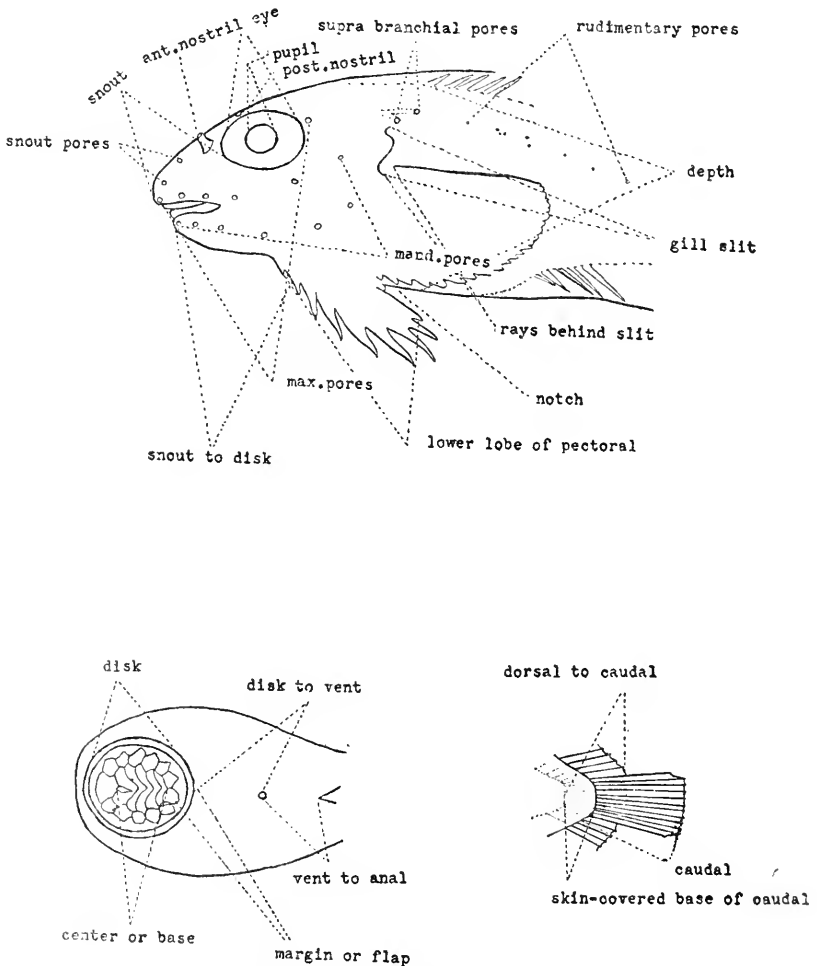 supra branchial pores
rudimentary pores
ant.nostril
eye
pupil
post.nostril
snout
snout pores
depth
gill slit
mand.pores
rays behind slit
max.pores
notch
lower lobe of pectoral
snout to disk
disk
disk to vent
dorsal to caudal
vent to anal
caudal
skin-covered base of caudal
center or base
margin or flap